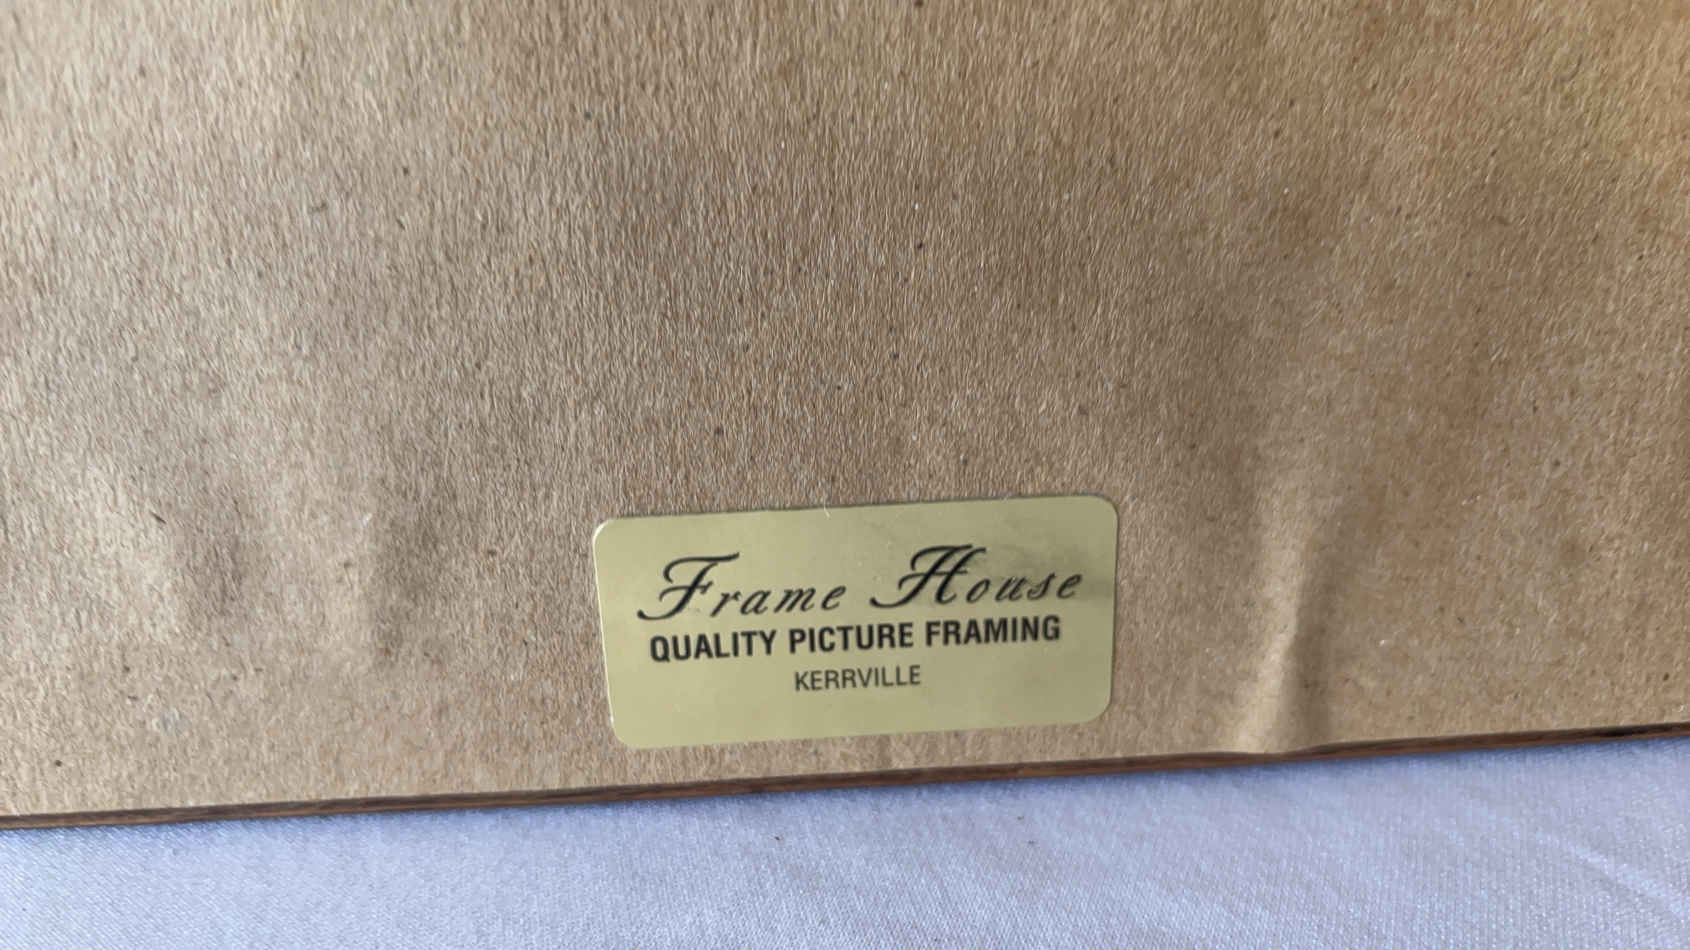 Frame House
QUALITY PICTURE FRAMING
KERRVILLE